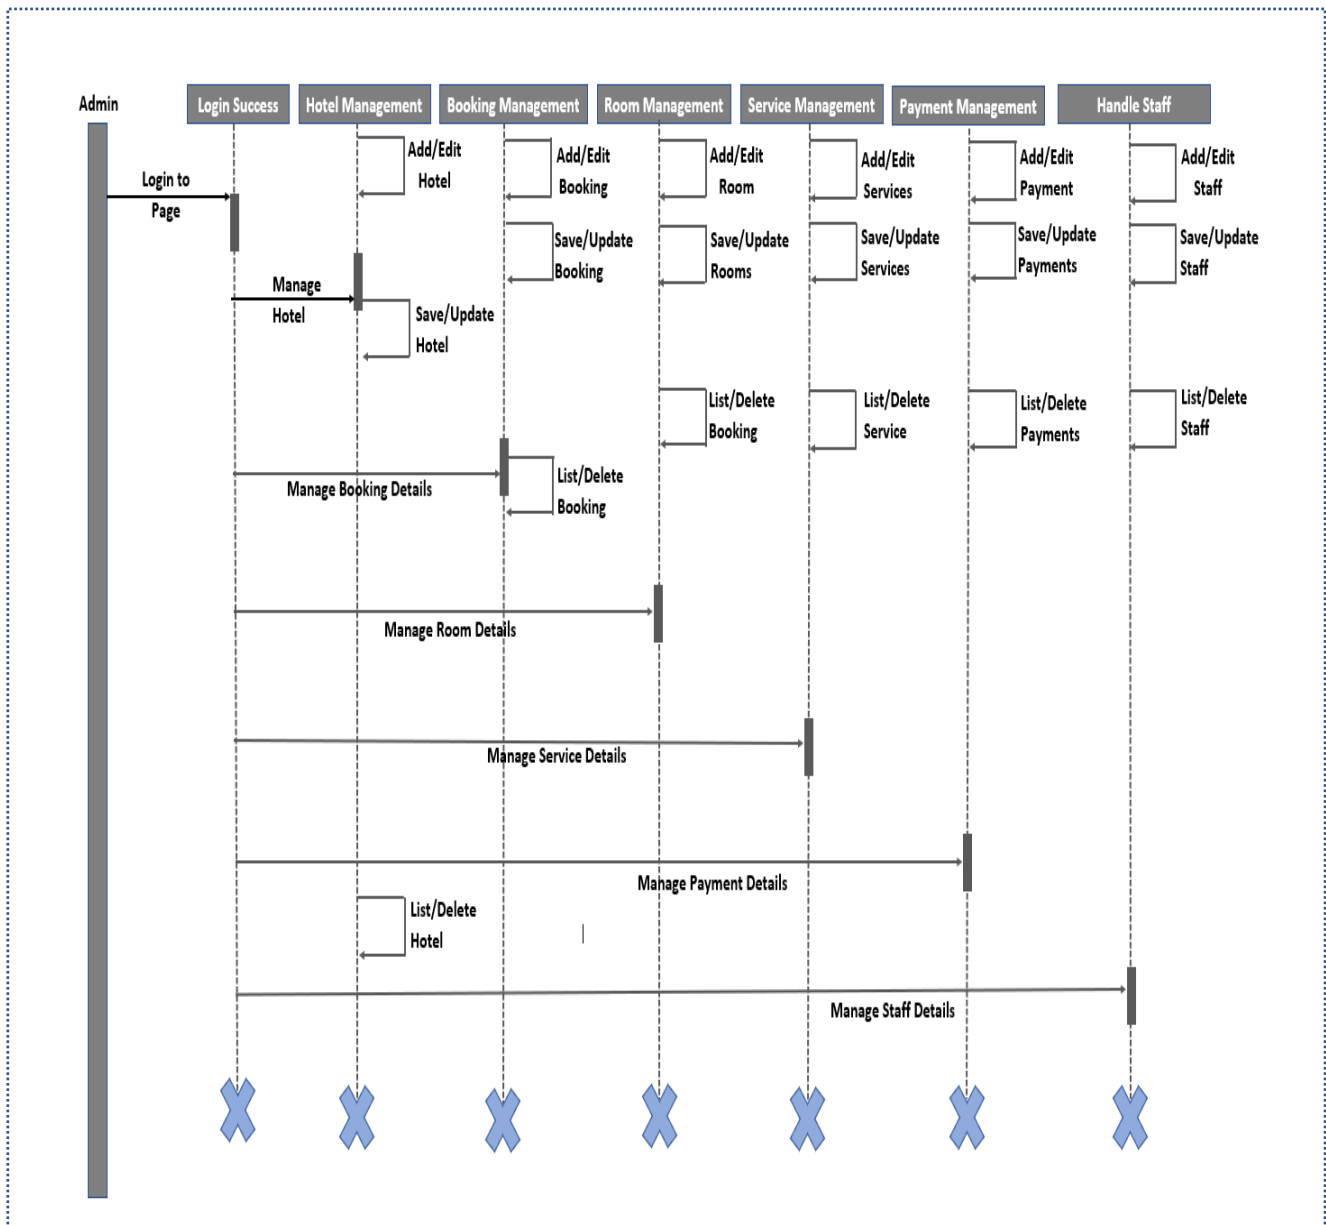 Admin
Login Success
Hotel Management
Booking Management
Room Management
Service Management
Payment Management
Handle Staff
Add/Edit
Hotel
Add/Edit
Booking
Add/Edit
Room
Add/Edit
Services
Add/Edit
Payment
Add/Edit
Staff
Login to
Page
Save/Update
Booking
Save/Update
Rooms
Save/Update
Services
Save/Update
Payments
Save/Update
Staff
Manage
Hotel
Save/Update
Hotel
List/Delete
Booking
List/Delete
Service
List/Delete
Payments
List/Delete
Staff
Manage Booking Details
List/Delete
Booking
Manage Room Details
Manage Service Details
Manage Payment Details
List/Delete
Hotel
Manage Staff Details